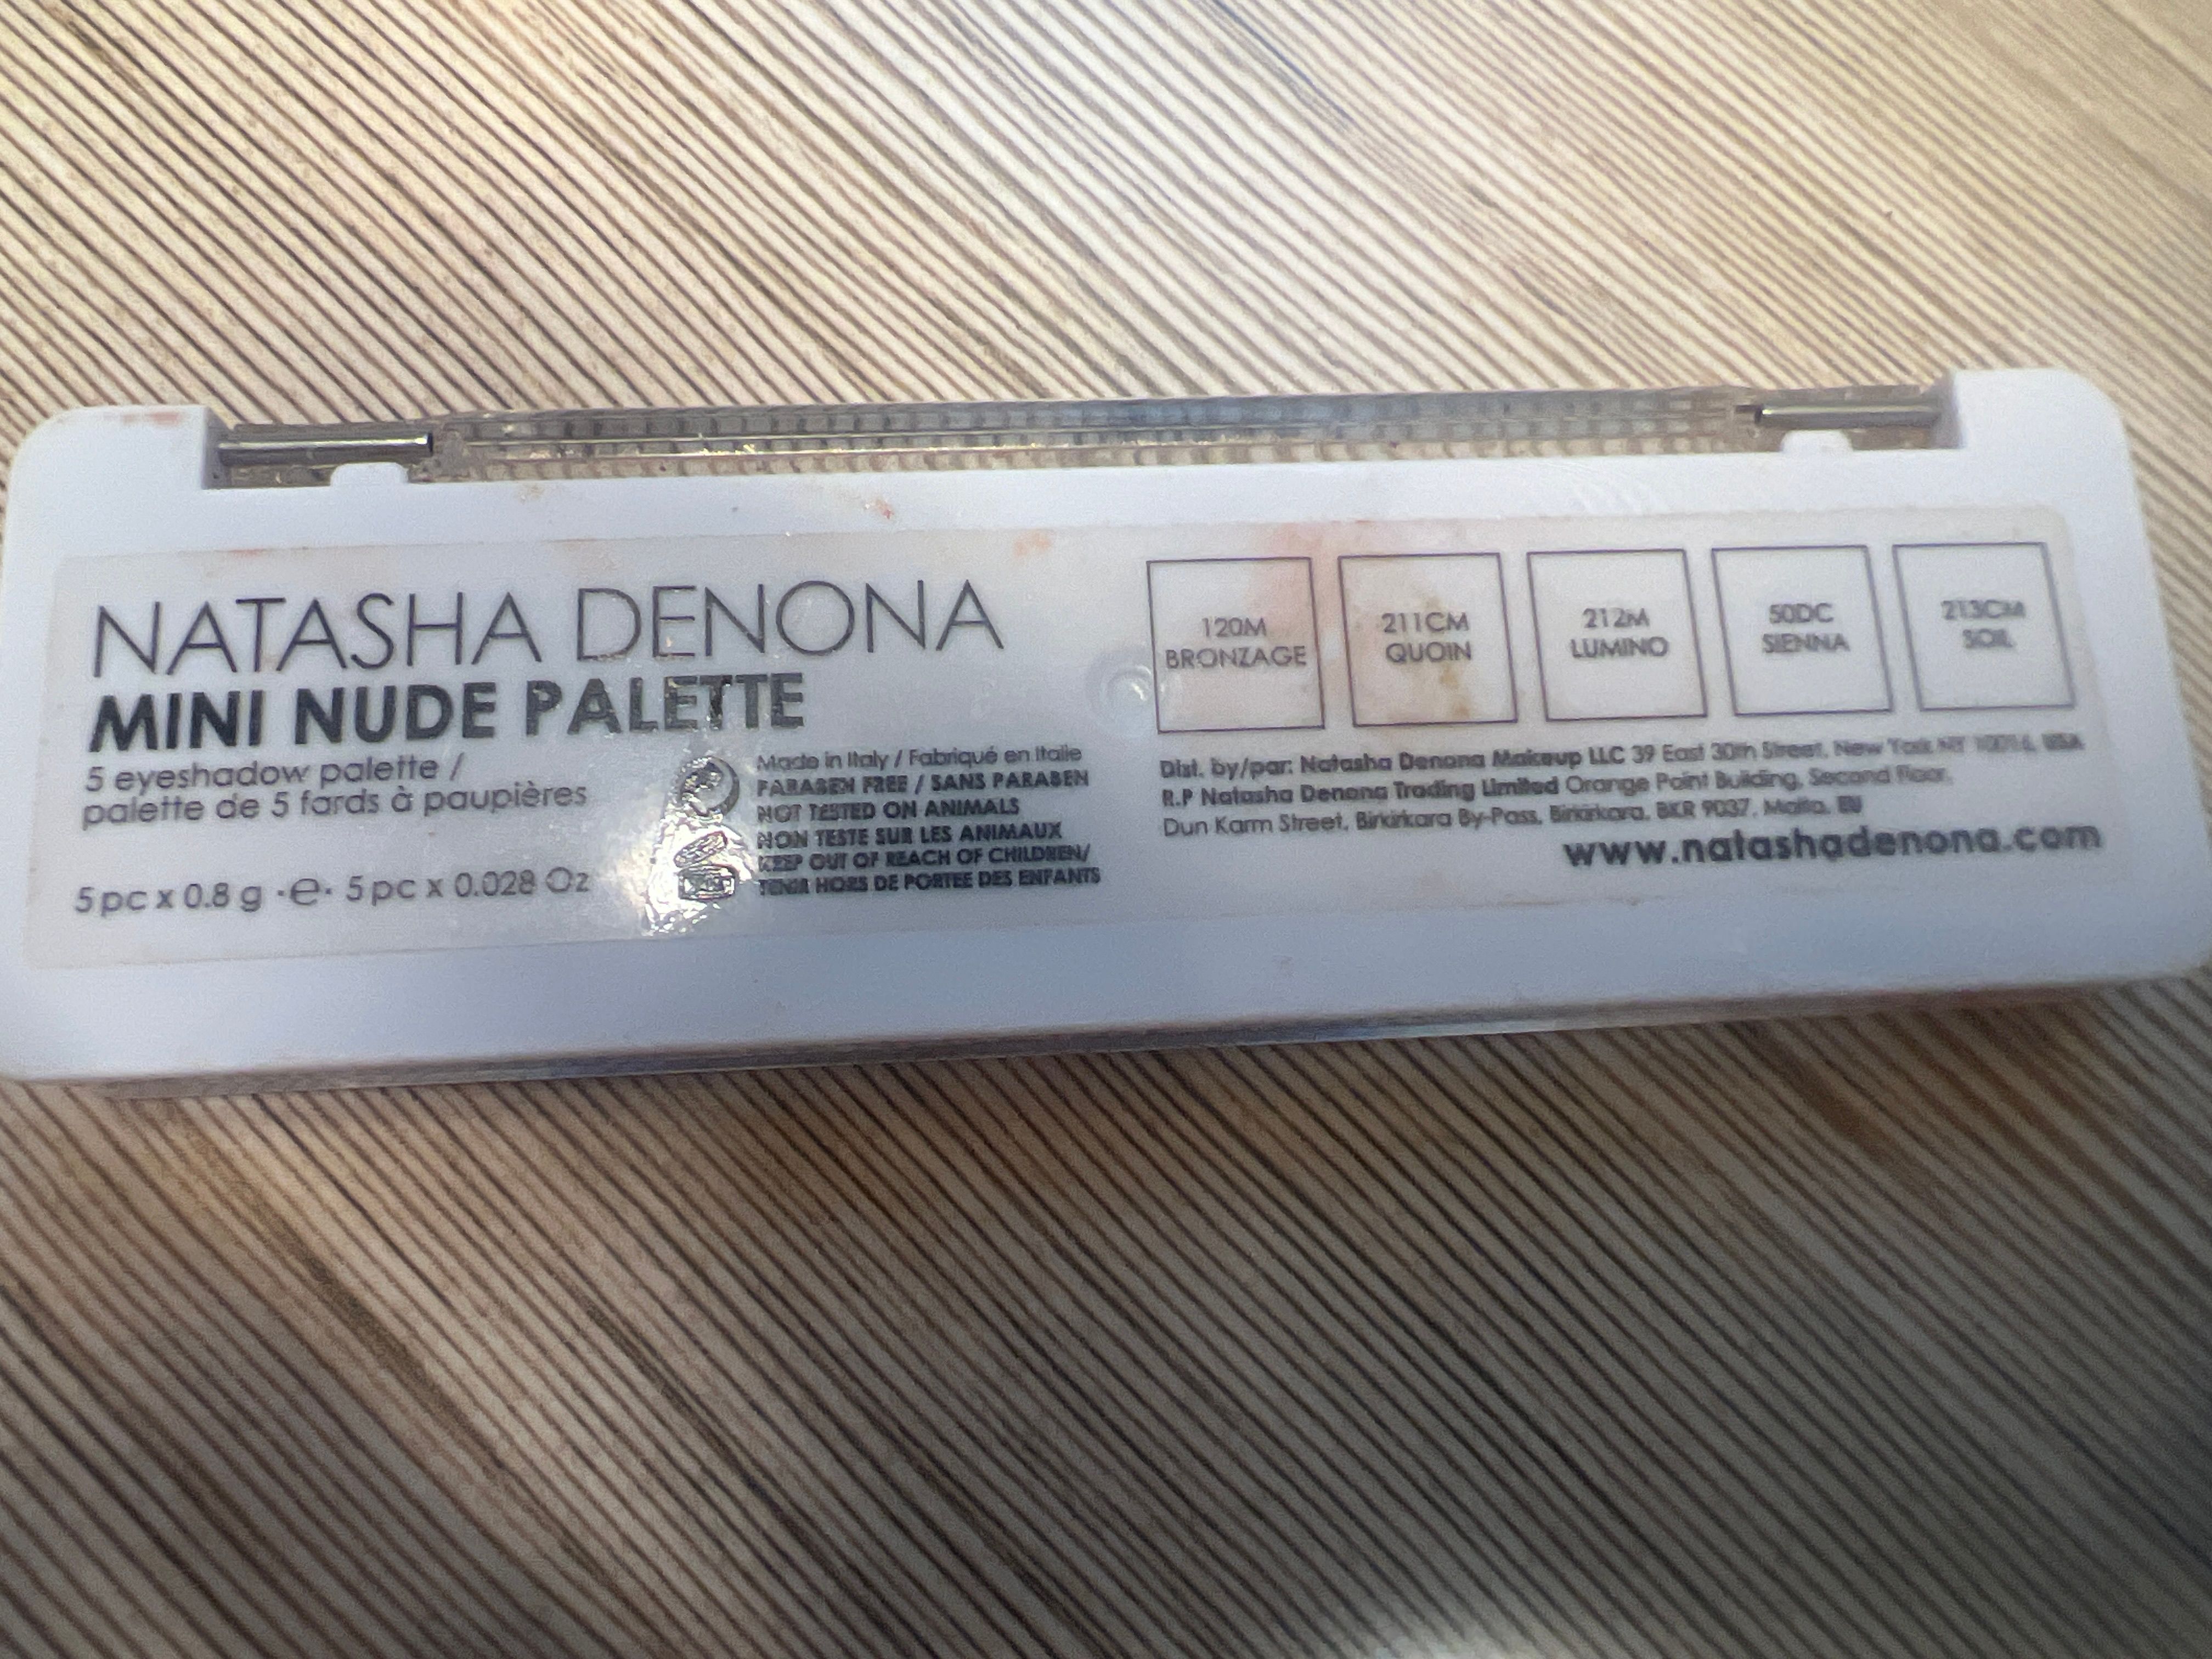 NATASHA DENONA
MINI NUDE PALETTE
5 eyeshadow palette /
palette de 5 fards à paupières
5 pc x 0.8 g ·e· 5 pc x 0.028 Oz
Made in Italy / Fabriqué en Italie
PARABEN FREE / SANS PARABEN
NOT TESTED ON ANIMALS
NON TESTE SUR LES ANIMAUX
KEEP OUT OF REACH OF CHILDREN/
TENIR HORS DE PORTEE DES ENFANTS
120M
BRONZAGE
211CM
QUOIN
212M
LUMINO
50DC
SIENNA
213CM
SOIL
Dist. by/par: Natasha Denona Makeup LLC 39 East 30th Street, New York NY 10016, USA
R.P Natasha Denona Trading Limited Orange Point Building, Second Floor,
Dun Karm Street, Birkirkara By-Pass, Birkirkara, BKR 9037, Malta, EU
www.natashadenona.com